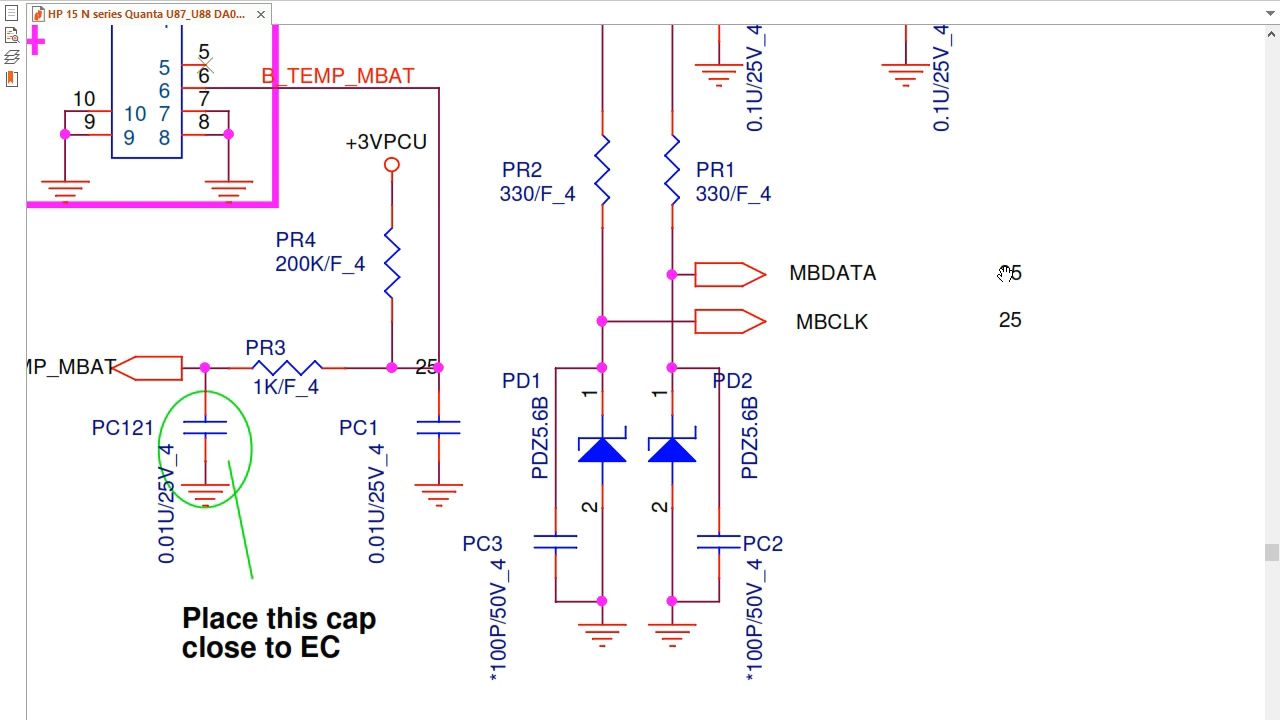 HP 15 N series Quanta U87_U88 DA0...
0.1U/25V_4
0.1U/25V_4
5
5
6
B_TEMP_MBAT
6
10
7
10
7
9
8
9
8
+3VPCU
PR2
330/F_4
PR1
330/F_4
PR4
200K/F_4
MBDATA
MBCLK
25
PR3
1K/F_4
MP_MBAT
25
PD1
PDZ5.6B
1
1
PD2
PDZ5.6B
PC121
0.01U/25V_4
PC1
0.01U/25V_4
2
2
PC3
*100P/50V_4
PC2
*100P/50V_4
Place this cap
close to EC